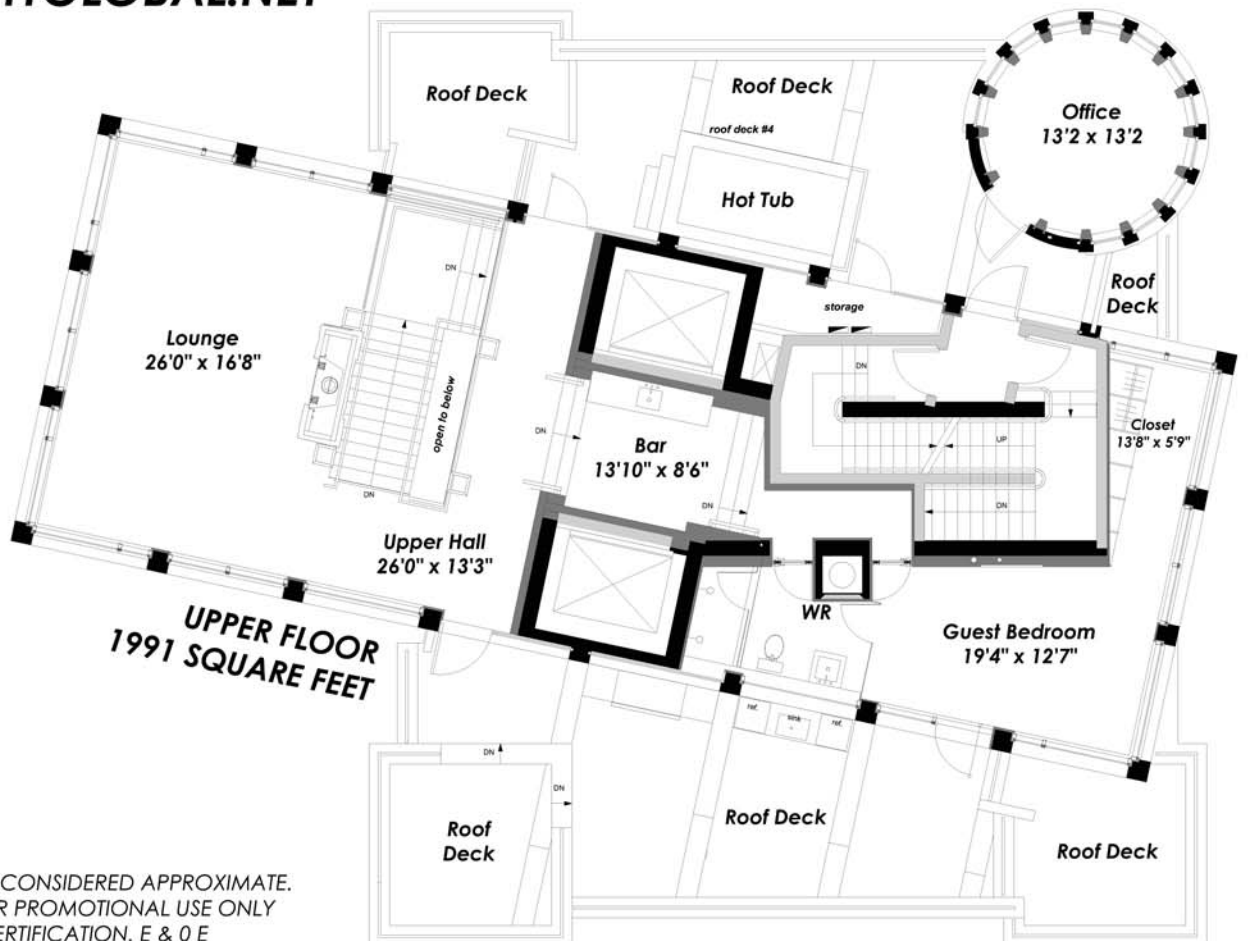 Roof Deck
Roof Deck
roof deck #4
Hot Tub
Office
13'2 x 13'2
Roof
Deck
DN
storage
Lounge
26'0" x 16'8"
open to below
DN
DN
Bar
13'10" x 8'6"
DN
DN
UP
DN
Closet
13'8" x 5'9"
Upper Hall
26'0" x 13'3"
UPPER FLOOR
1991 SQUARE FEET
WR
Guest Bedroom
19'4" x 12'7"
ref.
sink
ref.
DN
DN
Roof
Deck
Roof Deck
Roof Deck
CONSIDERED APPROXIMATE.
R PROMOTIONAL USE ONLY
ERTIFICATION. E & 0 E